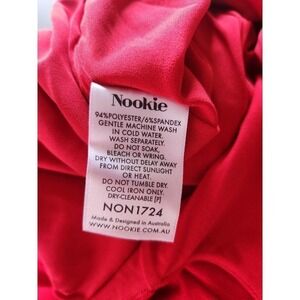 Nookie
94%POLYESTER/6%SPANDEX
GENTLE MACHINE WASH
IN COLD WATER.
WASH SEPARATELY.
DO NOT SOAK,
BLEACH OR WRING.
DRY WITHOUT DELAY AWAY
FROM DIRECT SUNLIGHT
OR HEAT.
DO NOT TUMBLE DRY.
COOL IRON ONLY.
DRY-CLEANABLE [P]
NON1724
Made & Designed in Australia
WWW.NOOKIE.COM.AU